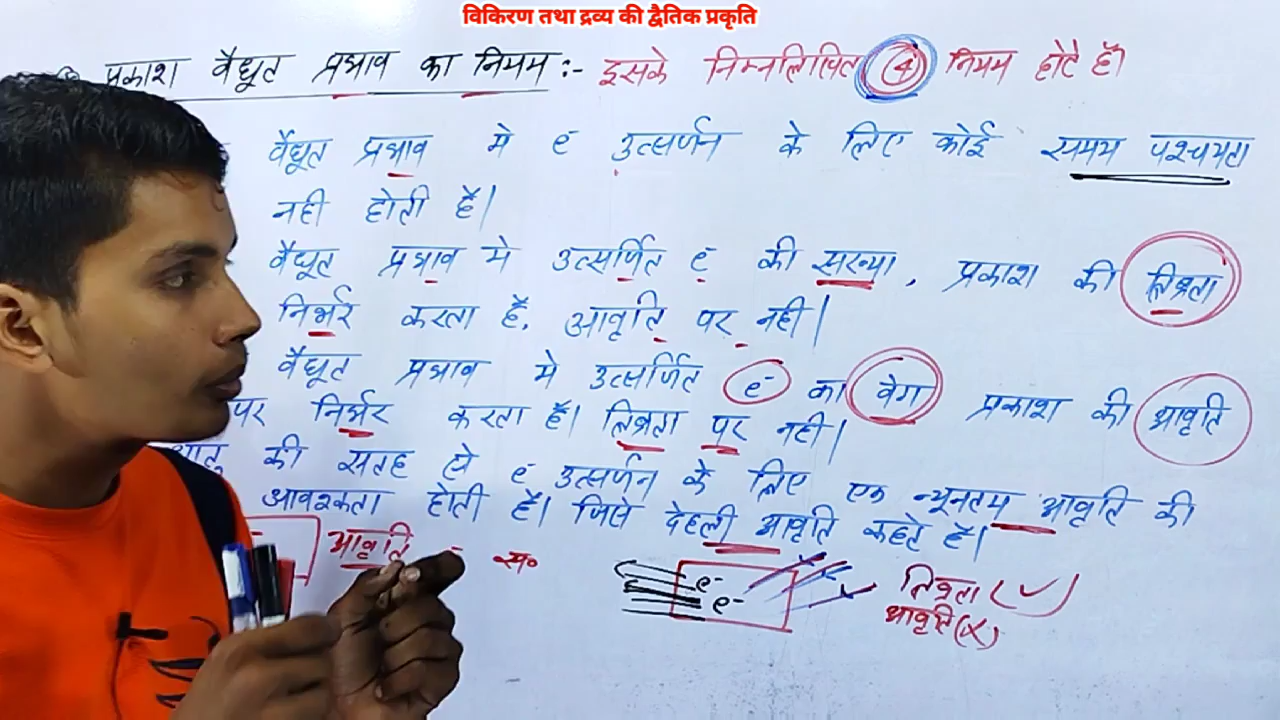 विकिरण तथा द्रव्य की द्वैतिक प्रकृति
प्रकाश वैद्युत प्रभाव का नियम :- इसके निम्नलिखित (4) नियम होते हैं
वैद्युत प्रभाव मे e⁻ उत्सर्जन के लिए कोई समय पश्चयता
नही होती है।
वैद्युत प्रभाव मे उत्सर्जित e⁻ की संख्या, प्रकाश की तिव्रता
निर्भर करता है, आवृति पर नही।
वैद्युत प्रभाव मे उत्सर्जित e⁻ का वेग प्रकाश की आवृति
पर निर्भर करता है। तिव्रता पर नही।
की सतह से e⁻ उत्सर्जन के लिए एक न्यूनतम आवृति की
आवश्कता होती है। जिसे देहली आवृति कहते है।
आवृति - स०
e⁻
e⁻
तिव्रता (✓)
आवृति (×)